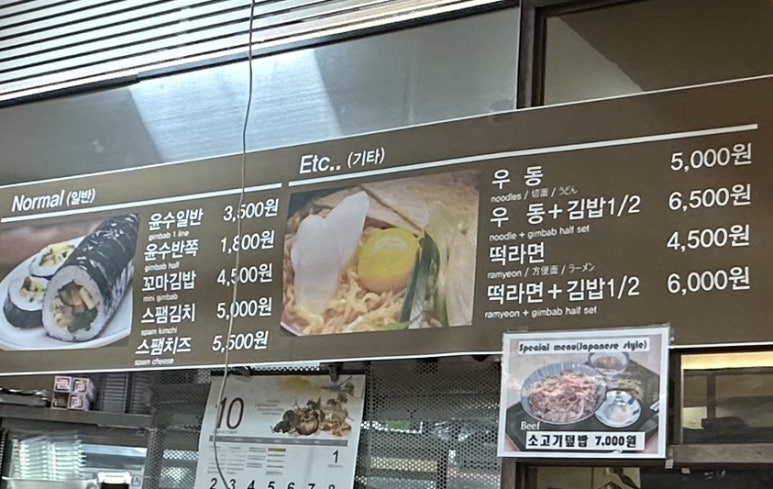 Normal (일반)
윤수일반 3,500원
gimbab 1 line
윤수반쪽 1,800원
gimbab half
꼬마김밥 4,500원
mini gimbab
스팸김치 5,000원
spam kimchi
스팸치즈 5,500원
spam cheese
Etc.. (기타)
우 동 5,000원
noodles / 切面 / うどん
우 동+김밥1/2 6,500원
noodle + gimbab half set
떡라면 4,500원
ramyeon / 方便面 / ラーメン
떡라면+김밥1/2 6,000원
ramyeon + gimbab half set
Special menu(Japanese style)
Beef
소고기덮밥 7,000원
10
1
2 3 4 5 6 7 8